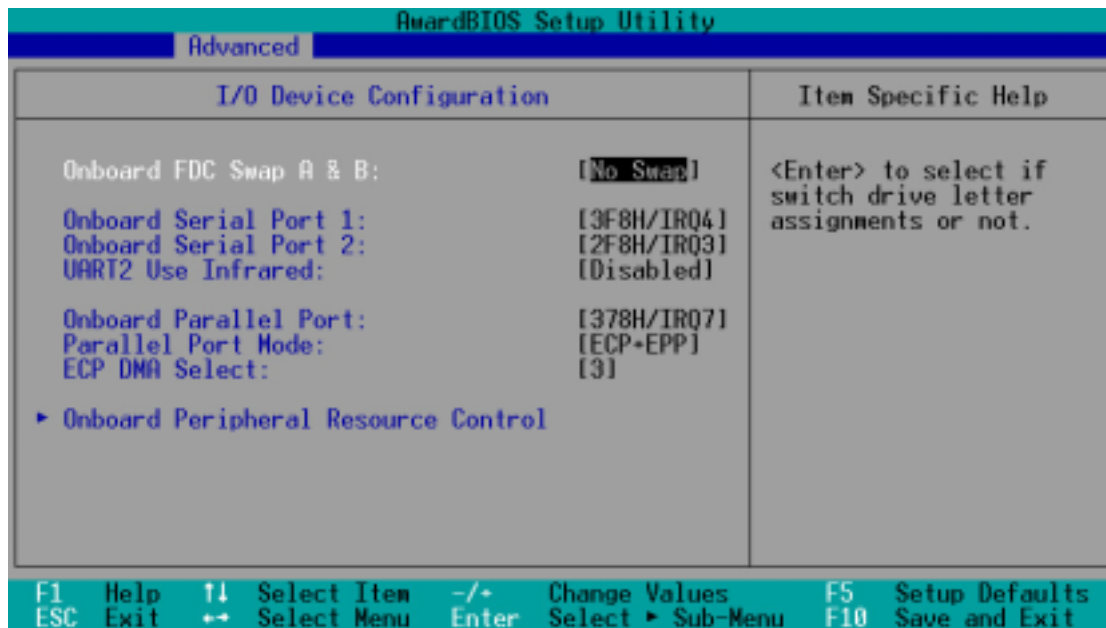 AwardBIOS Setup Utility
Advanced
I/O Device Configuration
Item Specific Help
Onboard FDC Swap A & B: [No Swap]
Onboard Serial Port 1: [3F8H/IRQ4]
Onboard Serial Port 2: [2F8H/IRQ3]
UART2 Use Infrared: [Disabled]
Onboard Parallel Port: [378H/IRQ7]
Parallel Port Mode: [ECP+EPP]
ECP DMA Select: [3]
► Onboard Peripheral Resource Control
<Enter> to select if
switch drive letter
assignments or not.
F1 Help ↑↓ Select Item -/+ Change Values F5 Setup Defaults
ESC Exit ←→ Select Menu Enter Select ► Sub-Menu F10 Save and Exit